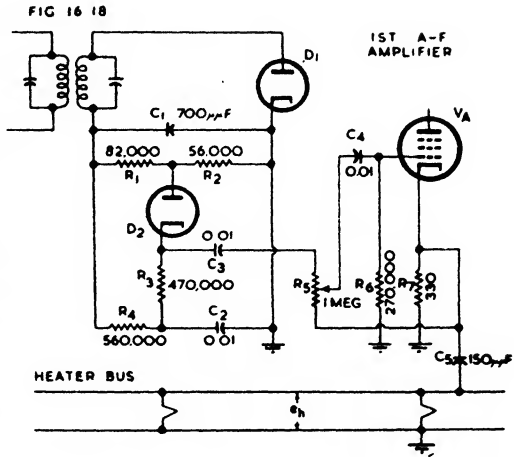 FIG 16 18
D1
1ST A-F
AMPLIFIER
VA
C1 700µµF
C4
0.01
82,000
56,000
R1
R2
D2
0 01
C3
R3
470,000
R5
1 MEG
R6
270,000
R7
330
R4
560,000
C2
0 01
C5
150µµF
HEATER BUS
eh